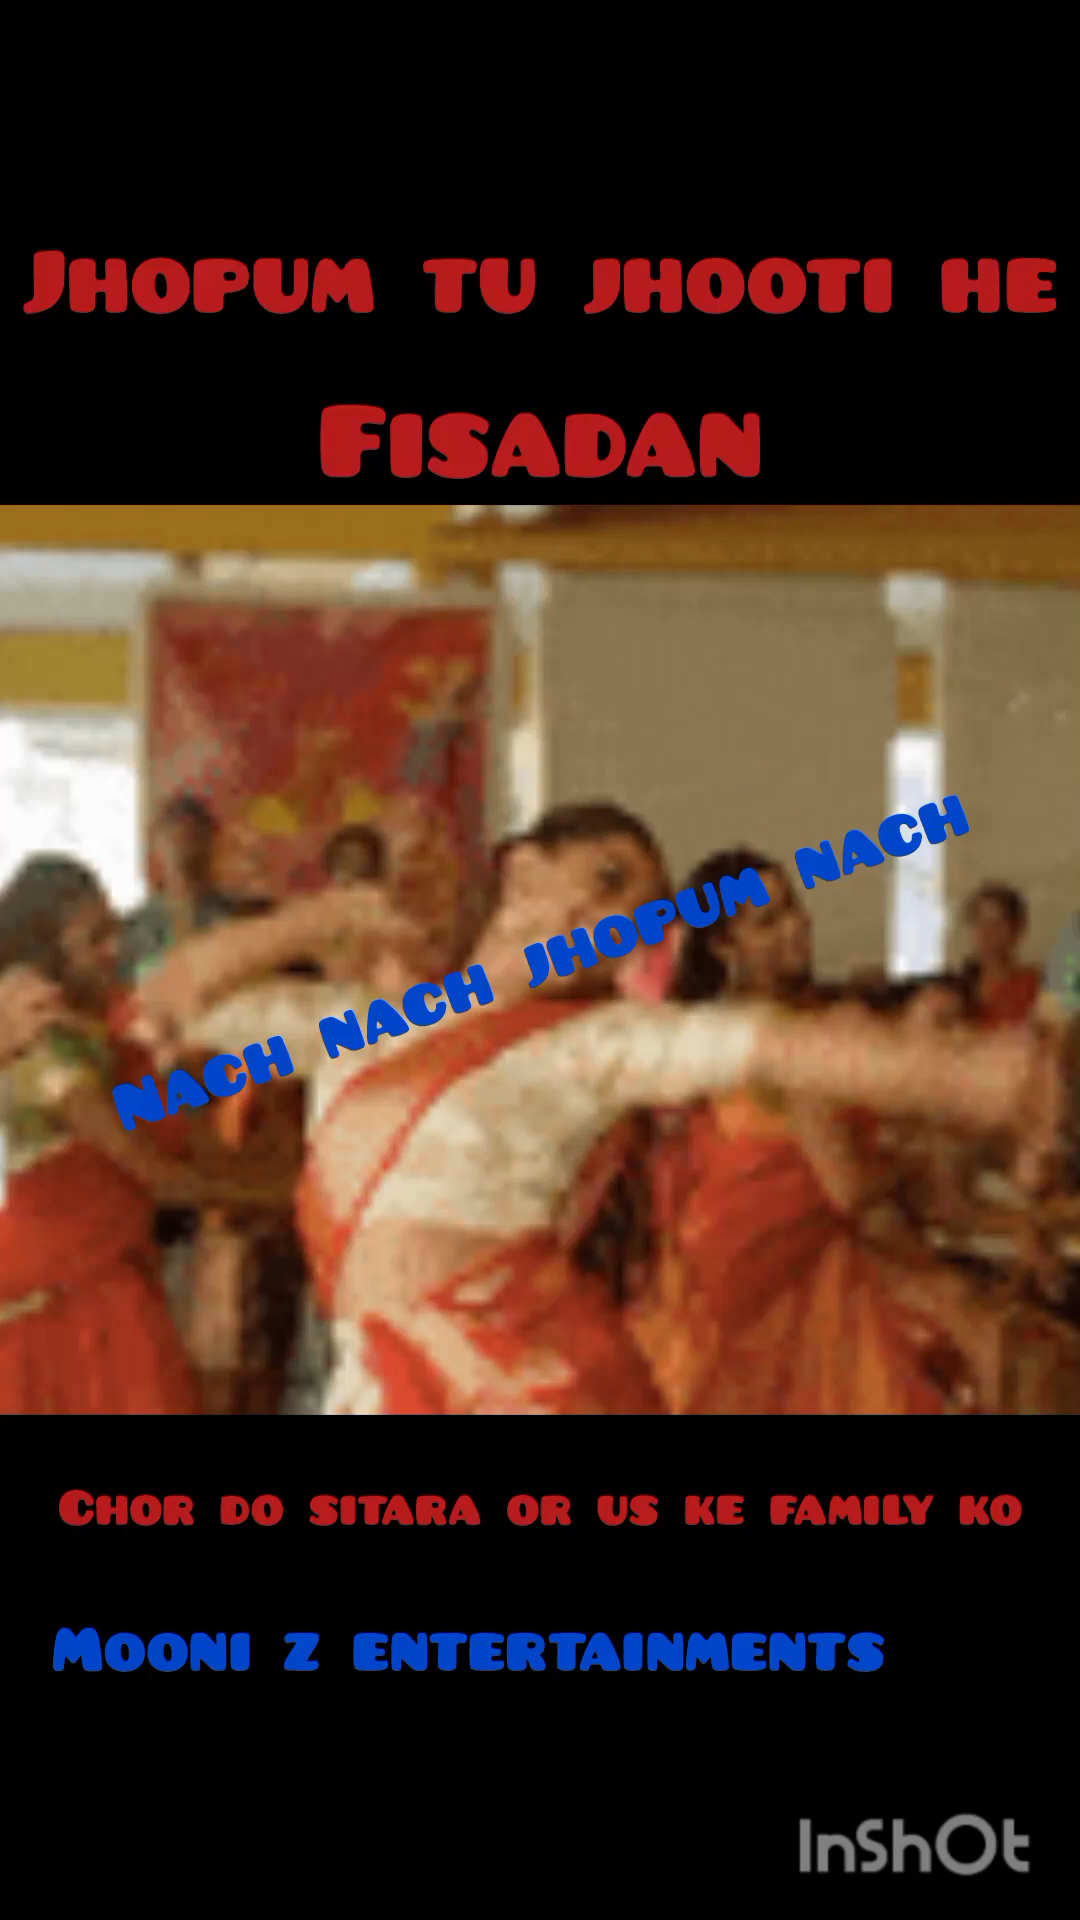 Jhopum tu jhooti he
Fisadan
Nach nach jhopum nach
Chor do sitara or us ke family ko
Mooni z entertainments
InShOt